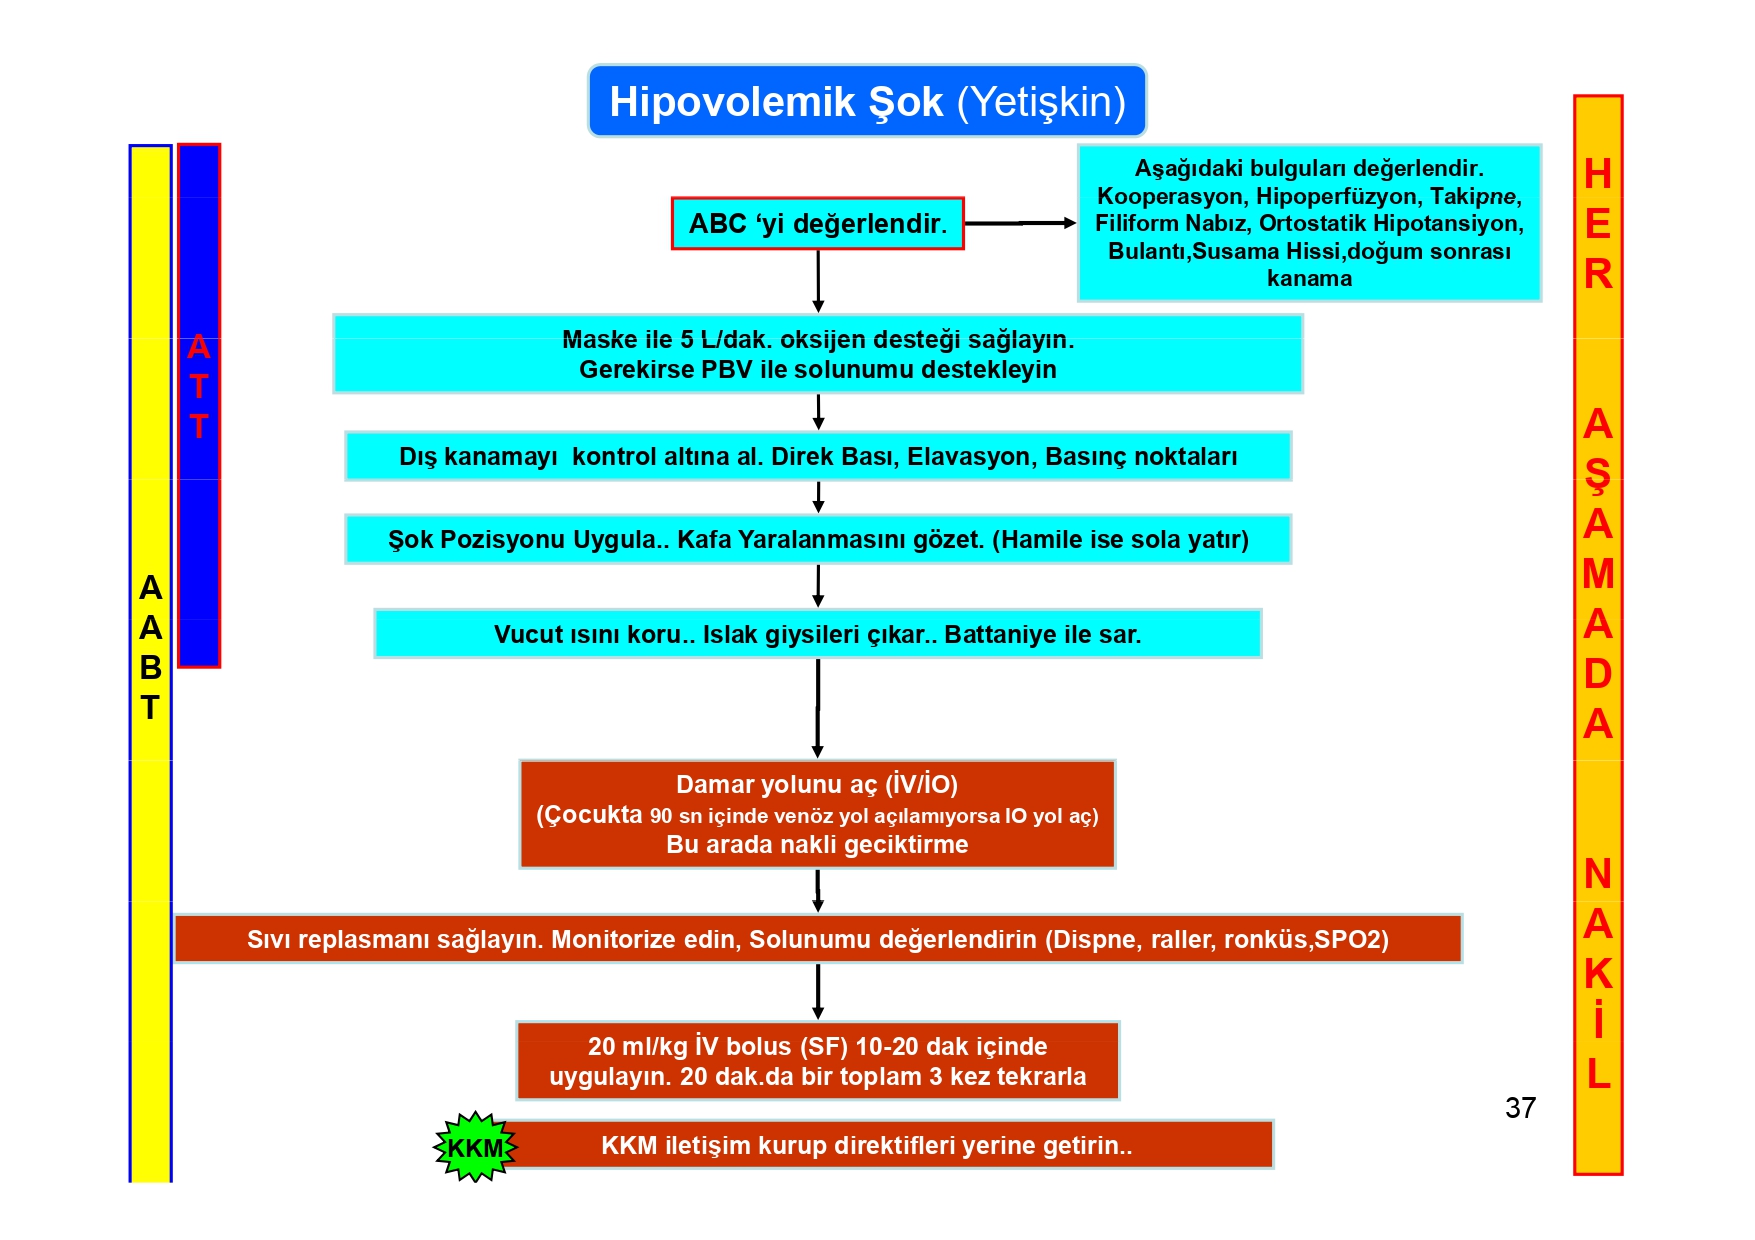 Hipovolemik Şok (Yetişkin)
ABC ‘yi değerlendir.
Aşağıdaki bulguları değerlendir.
Kooperasyon, Hipoperfüzyon, Takipne,
Filiform Nabız, Ortostatik Hipotansiyon,
Bulantı,Susama Hissi,doğum sonrası
kanama
Maske ile 5 L/dak. oksijen desteği sağlayın.
Gerekirse PBV ile solunumu destekleyin
Dış kanamayı  kontrol altına al. Direk Bası, Elavasyon, Basınç noktaları
Şok Pozisyonu Uygula.. Kafa Yaralanmasını gözet. (Hamile ise sola yatır)
Vucut ısını koru.. Islak giysileri çıkar.. Battaniye ile sar.
Damar yolunu aç (İV/İO)
(Çocukta 90 sn içinde venöz yol açılamıyorsa IO yol aç)
Bu arada nakli geciktirme
Sıvı replasmanı sağlayın. Monitorize edin, Solunumu değerlendirin (Dispne, raller, ronküs,SPO2)
20 ml/kg İV bolus (SF) 10-20 dak içinde
uygulayın. 20 dak.da bir toplam 3 kez tekrarla
KKM
KKM iletişim kurup direktifleri yerine getirin..
AABT
ATT
HER AŞAMADA NAKİL
37